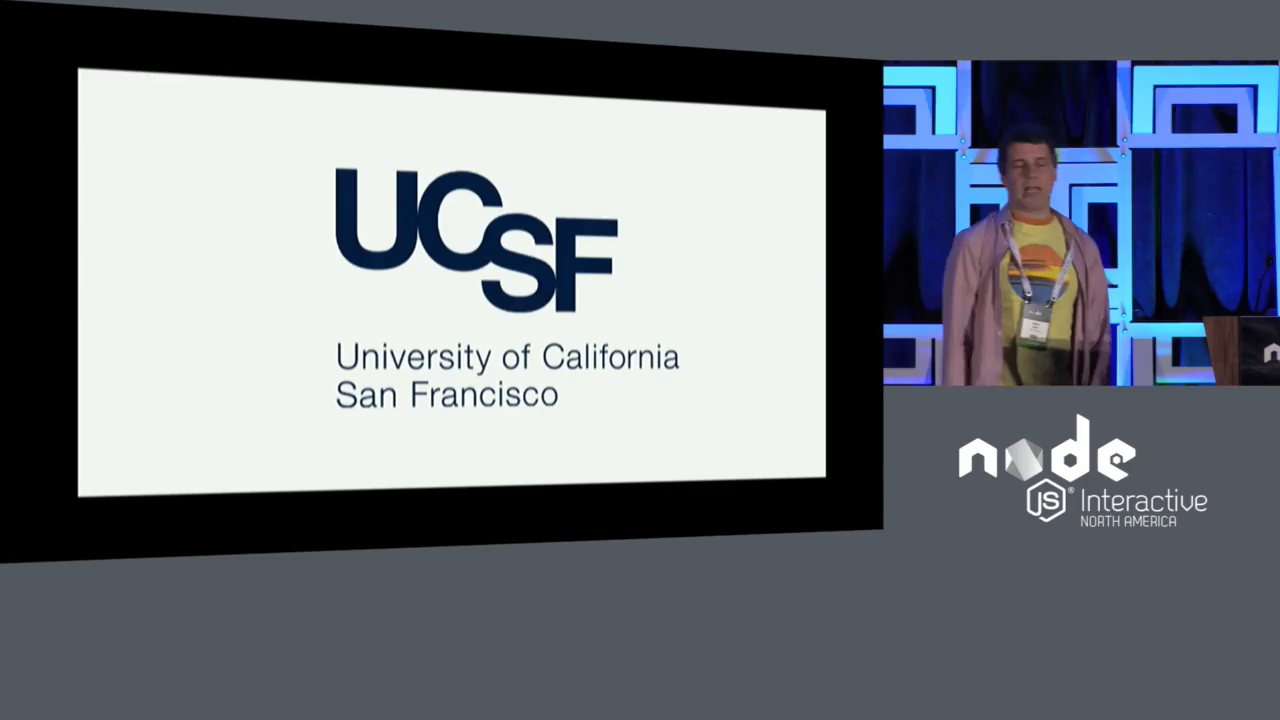 UCSF
University of California
San Francisco
node
JS® Interactive
NORTH AMERICA